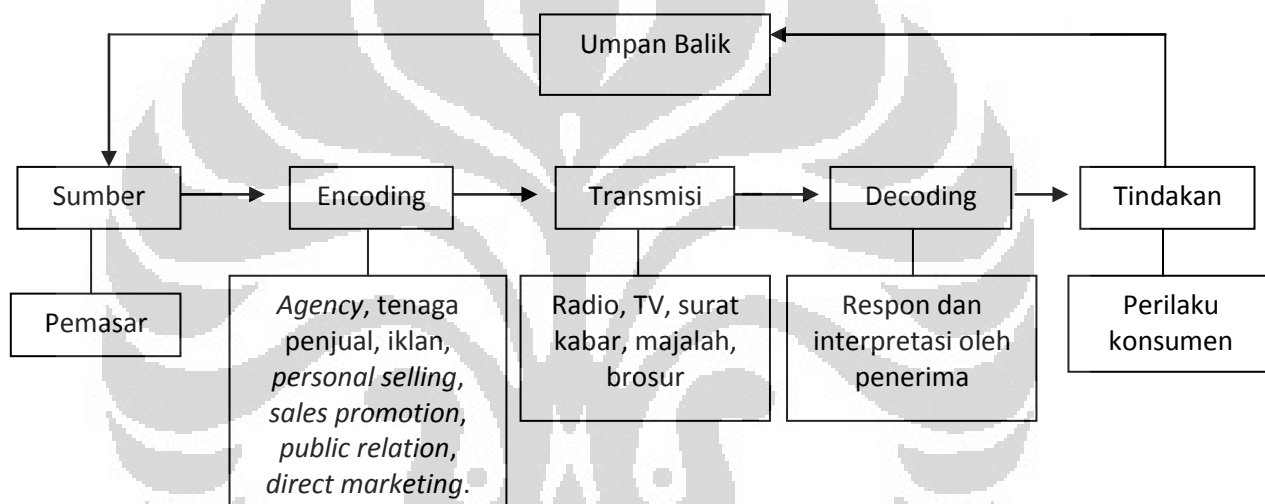 Umpan Balik
Sumber
Encoding
Transmisi
Decoding
Tindakan
Pemasar
Agency, tenaga
penjual, iklan,
personal selling,
sales promotion,
public relation,
direct marketing.
Radio, TV, surat
kabar, majalah,
brosur
Respon dan
interpretasi oleh
penerima
Perilaku
konsumen